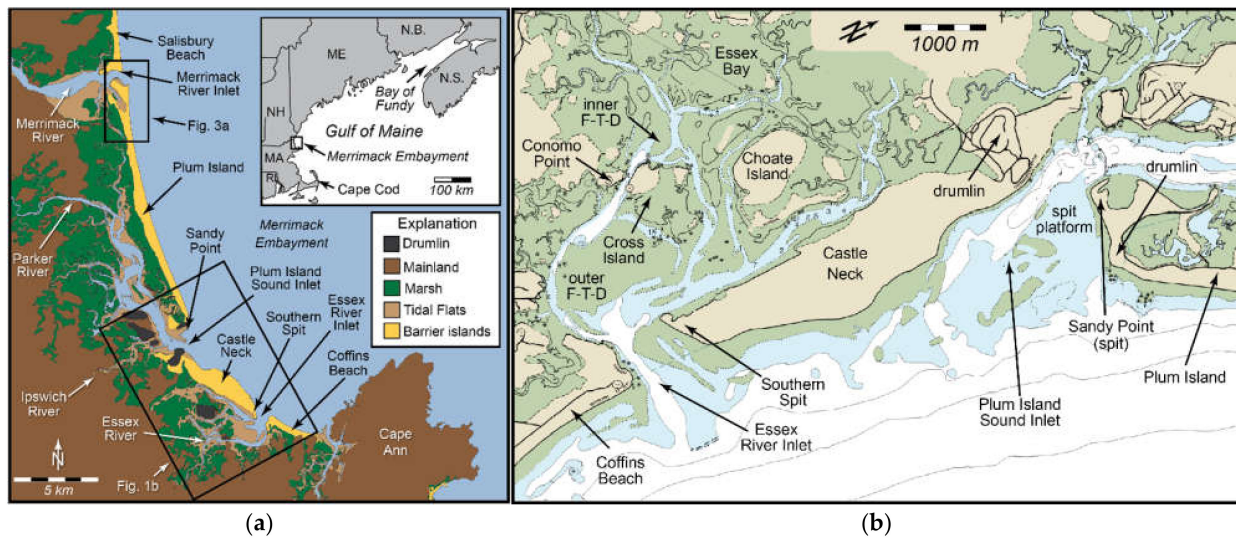 Salisbury
Beach
Merrimack
River Inlet
Merrimack
River
Fig. 3a
Plum Island
Parker
River
Merrimack
Embayment
Sandy
Point
Plum Island
Sound Inlet
Essex
River
Inlet
Southern
Spit
Castle
Neck
Coffins
Beach
Ipswich
River
Essex
River
Cape
Ann
N
5 km
Fig. 1b
N.B.
ME
N.S.
Bay of
Fundy
NH
Gulf of Maine
MA
Merrimack Embayment
RI
Cape Cod
100 km
Explanation
Drumlin
Mainland
Marsh
Tidal Flats
Barrier islands
(a)
N
1000 m
Essex
Bay
inner
F-T-D
Conomo
Point
Choate
Island
drumlin
drumlin
spit
platform
Cross
Island
Castle
Neck
outer
F-T-D
Sandy Point
(spit)
Plum Island
Southern
Spit
Plum Island
Sound Inlet
Essex
River Inlet
Coffins
Beach
(b)